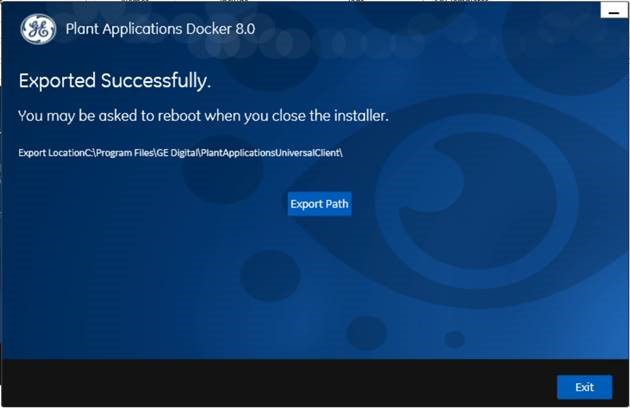 Plant Applications Docker 8.0
Exported Successfully.
You may be asked to reboot when you close the installer.
Export LocationC:\Program Files\GE Digital\PlantApplicationsUniversalClient\
Export Path
Exit